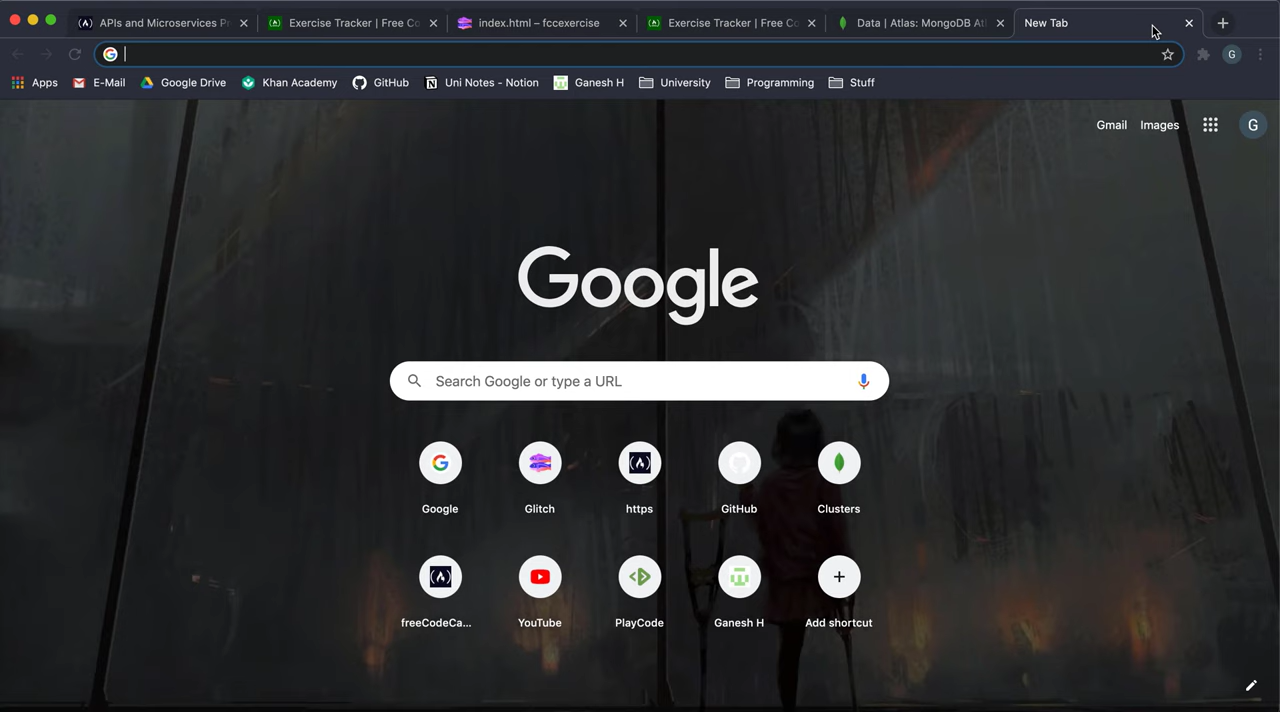 APIs and Microservices P
Exercise Tracker | Free Co
index.html – fccexercise
Exercise Tracker | Free Co
Data | Atlas: MongoDB Atl
New Tab
G
Apps
E-Mail
Google Drive
Khan Academy
GitHub
Uni Notes - Notion
Ganesh H
University
Programming
Stuff
Gmail
Images
G
Google
Search Google or type a URL
Google
Glitch
https
GitHub
Clusters
freeCodeCa...
YouTube
PlayCode
Ganesh H
Add shortcut